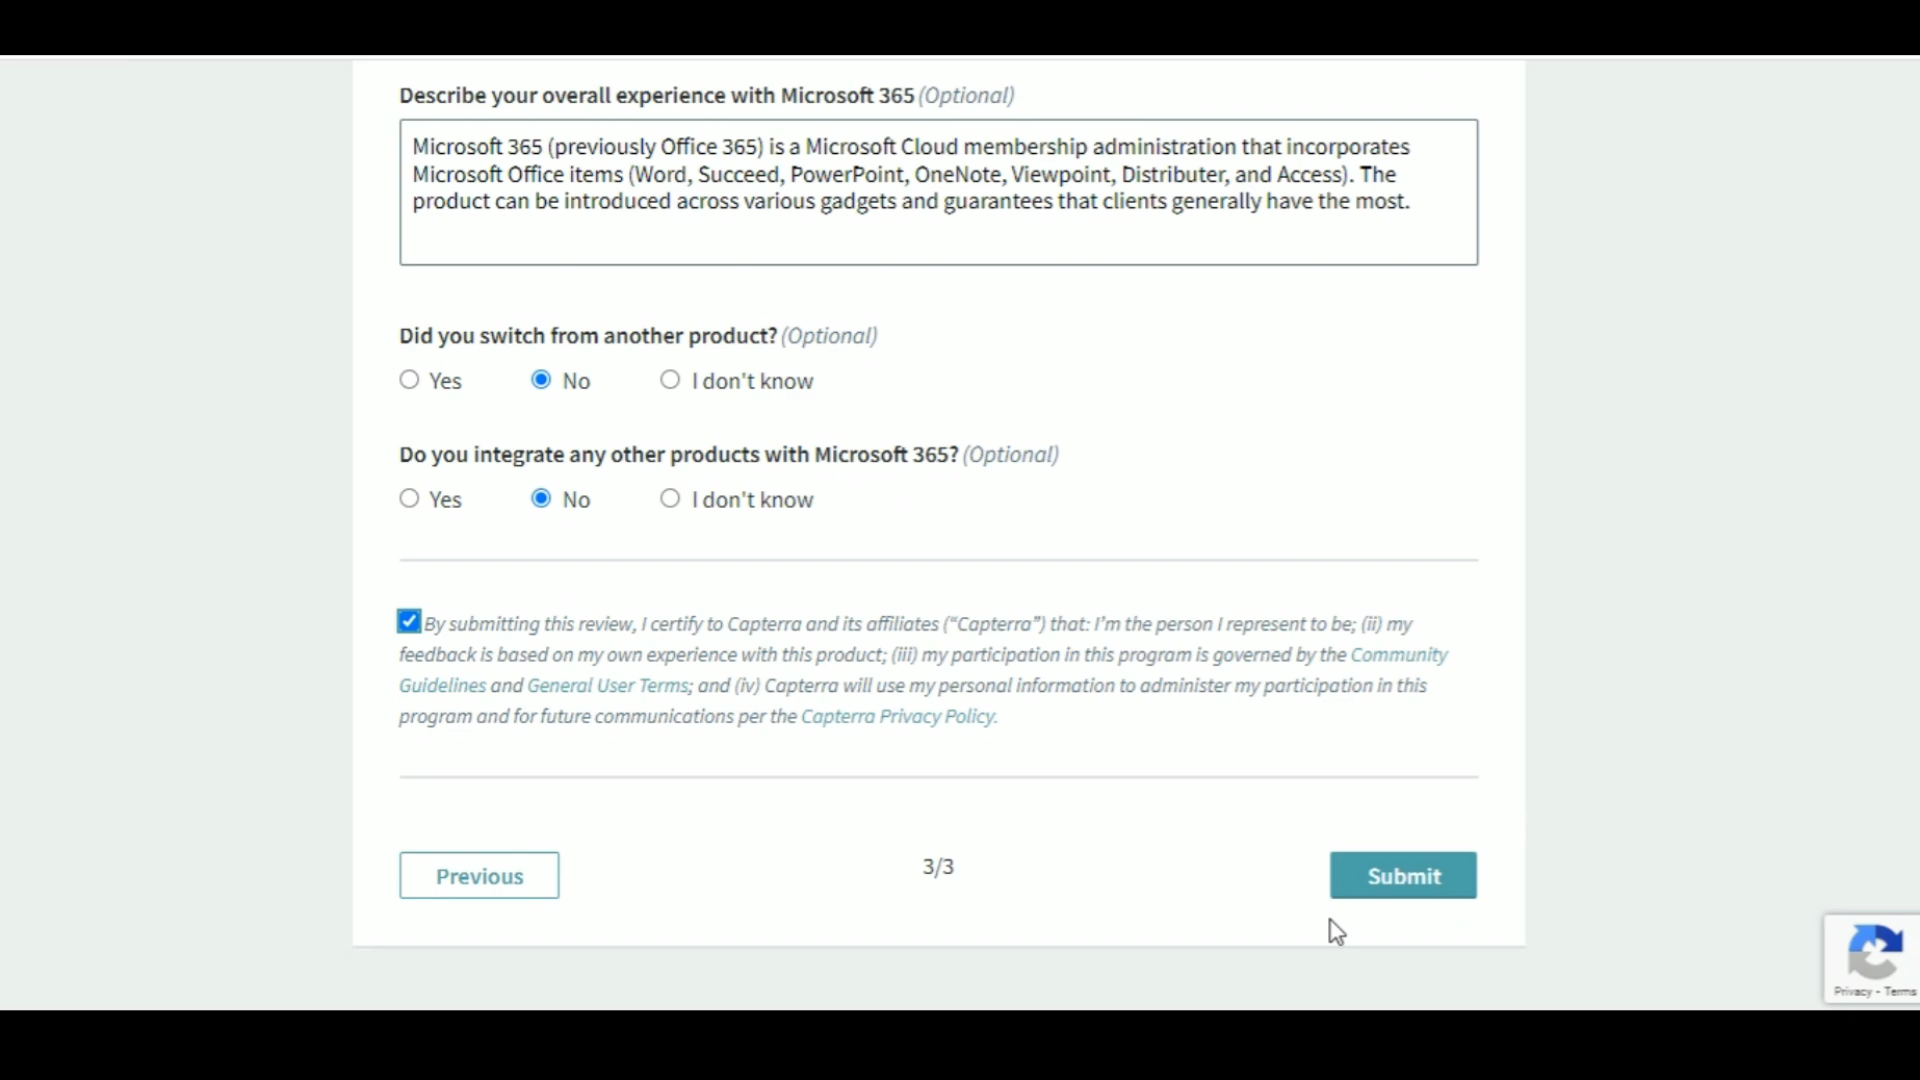 Describe your overall experience with Microsoft 365 (Optional)
Microsoft 365 (previously Office 365) is a Microsoft Cloud membership administration that incorporates
Microsoft Office items (Word, Succeed, PowerPoint, OneNote, Viewpoint, Distributer, and Access). The
product can be introduced across various gadgets and guarantees that clients generally have the most.
Did you switch from another product? (Optional)
Yes No I don't know
Do you integrate any other products with Microsoft 365? (Optional)
Yes No I don't know
By submitting this review, I certify to Capterra and its affiliates (“Capterra”) that: I’m the person I represent to be; (ii) my
feedback is based on my own experience with this product; (iii) my participation in this program is governed by the Community
Guidelines and General User Terms; and (iv) Capterra will use my personal information to administer my participation in this
program and for future communications per the Capterra Privacy Policy.
Previous 3/3 Submit
Privacy - Terms